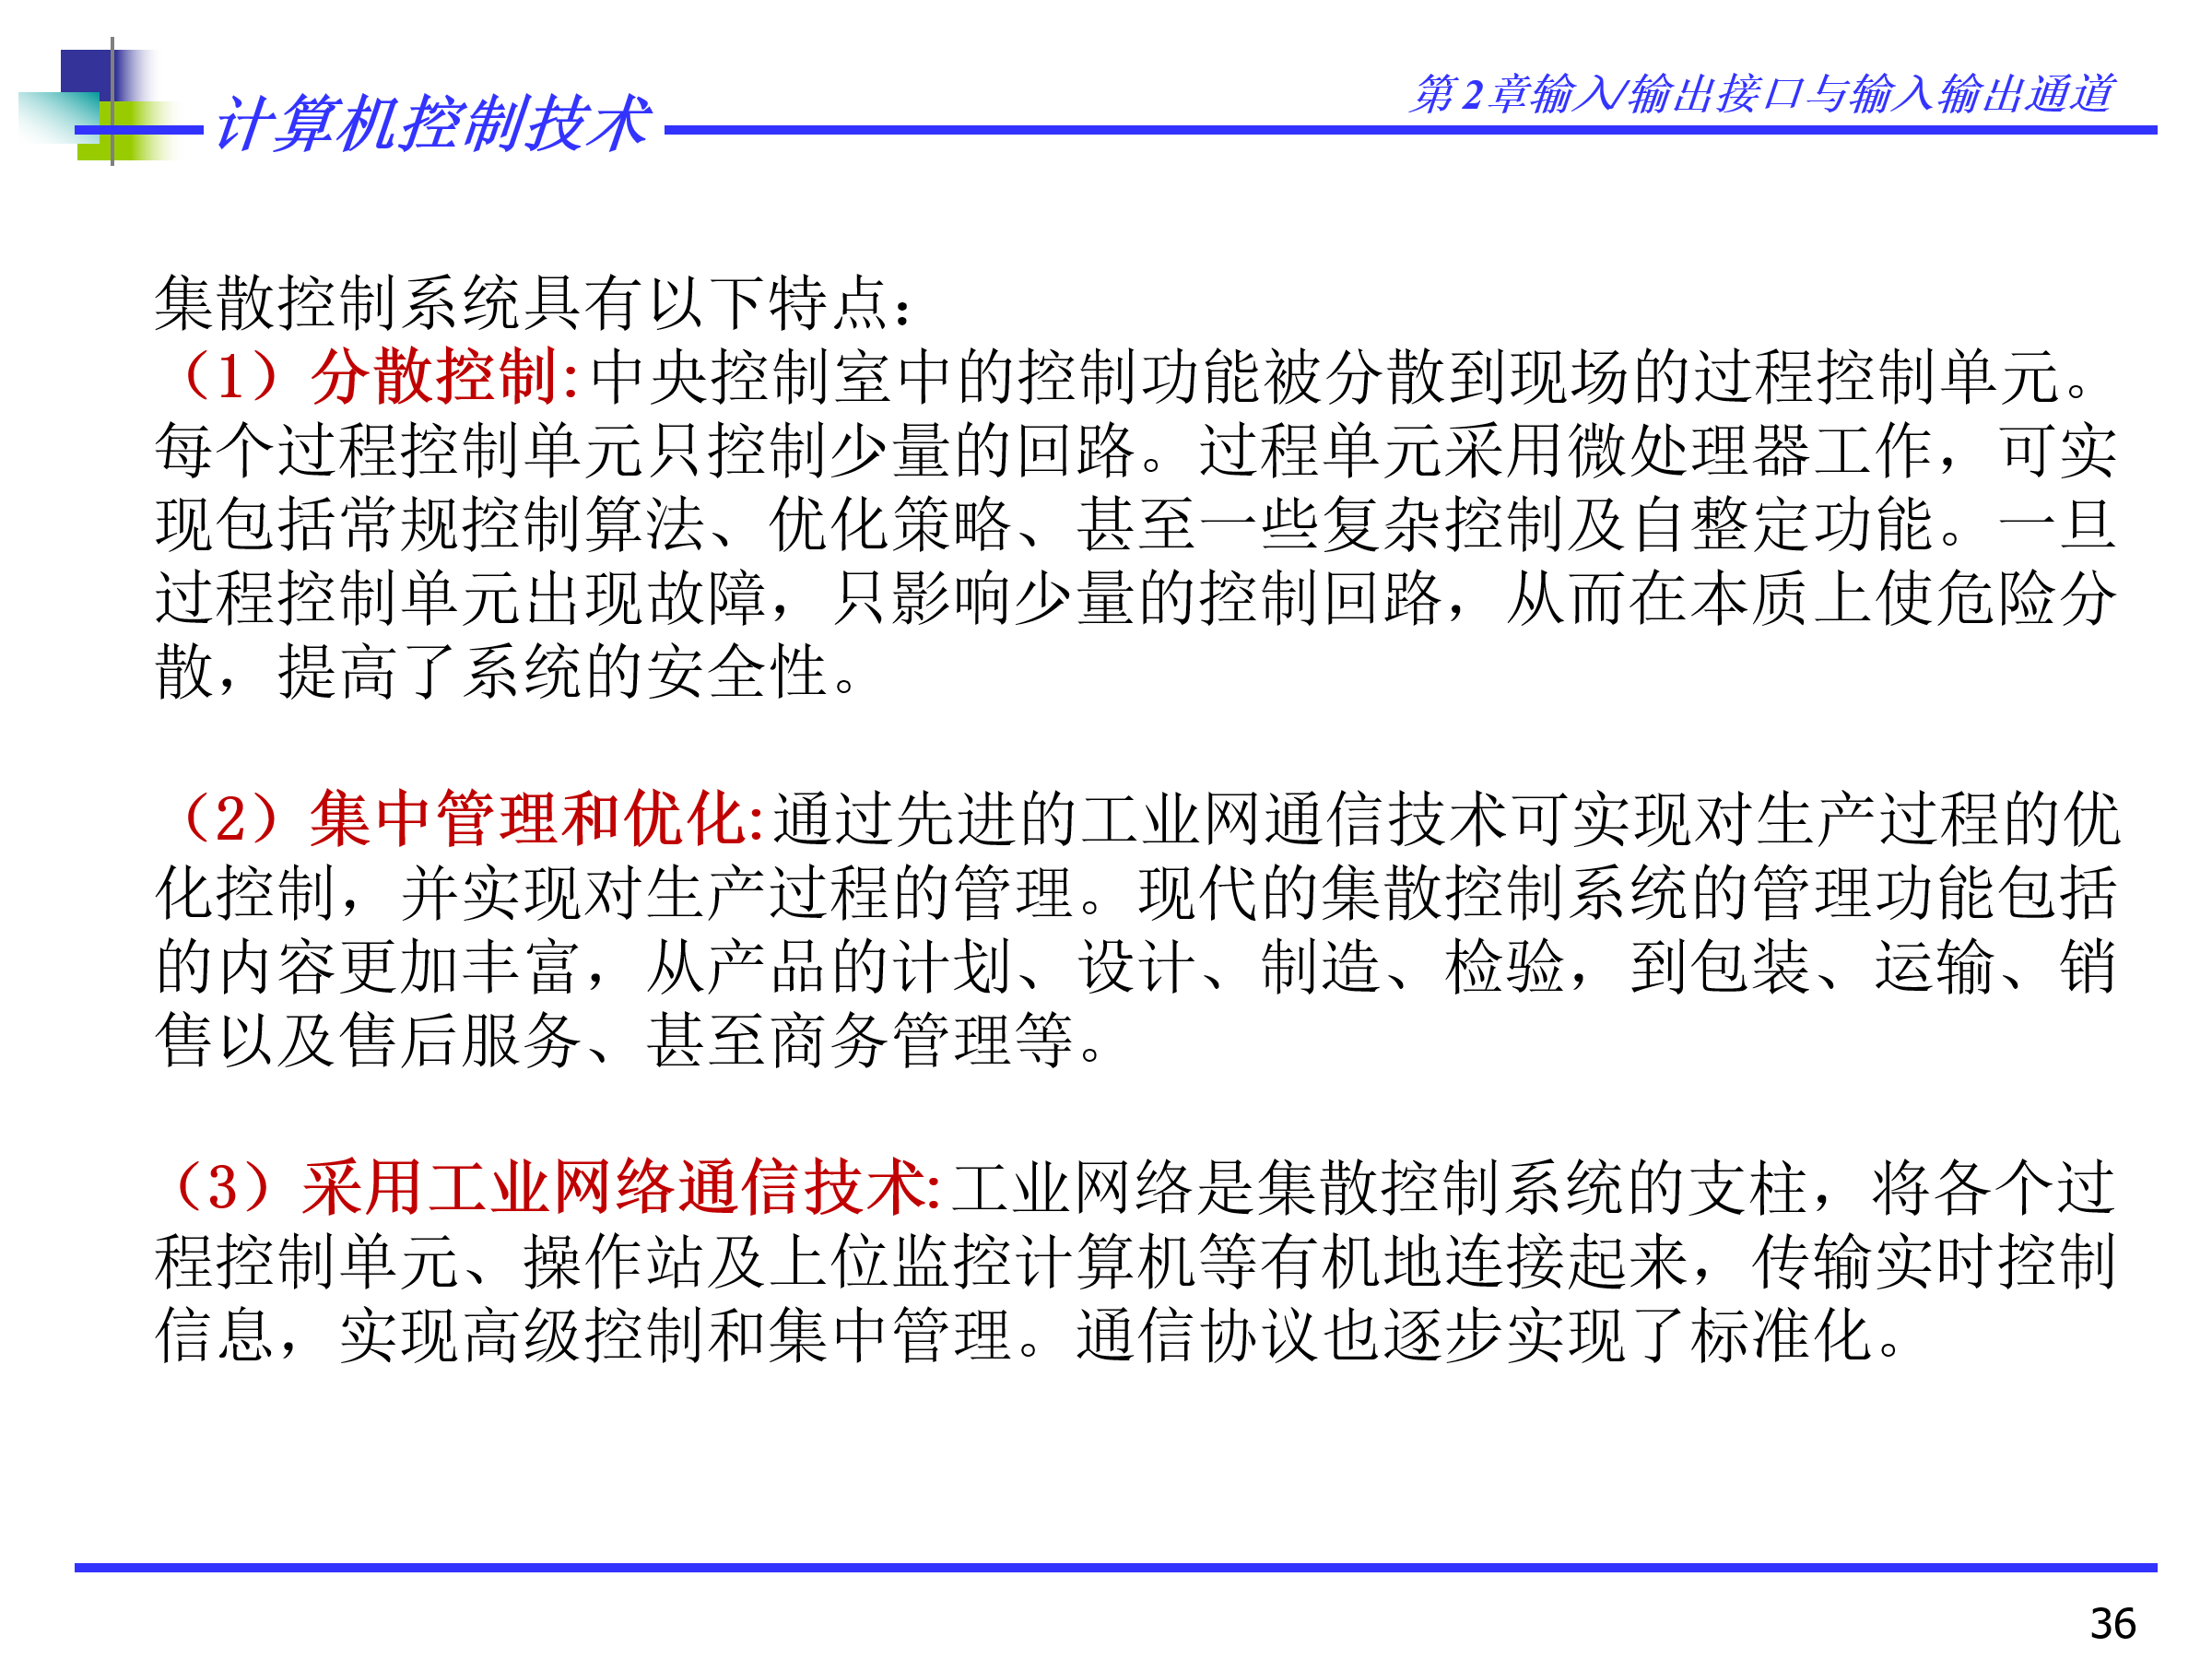 计算机控制技术
第2章输入/输出接口与输入输出通道
集散控制系统具有以下特点：
（1）分散控制:中央控制室中的控制功能被分散到现场的过程控制单元。
每个过程控制单元只控制少量的回路。过程单元采用微处理器工作，可实
现包括常规控制算法、优化策略、甚至一些复杂控制及自整定功能。一旦
过程控制单元出现故障，只影响少量的控制回路，从而在本质上使危险分
散，提高了系统的安全性。
（2）集中管理和优化:通过先进的工业网通信技术可实现对生产过程的优
化控制，并实现对生产过程的管理。现代的集散控制系统的管理功能包括
的内容更加丰富，从产品的计划、设计、制造、检验，到包装、运输、销
售以及售后服务、甚至商务管理等。
（3）采用工业网络通信技术:工业网络是集散控制系统的支柱，将各个过
程控制单元、操作站及上位监控计算机等有机地连接起来，传输实时控制
信息，实现高级控制和集中管理。通信协议也逐步实现了标准化。
36